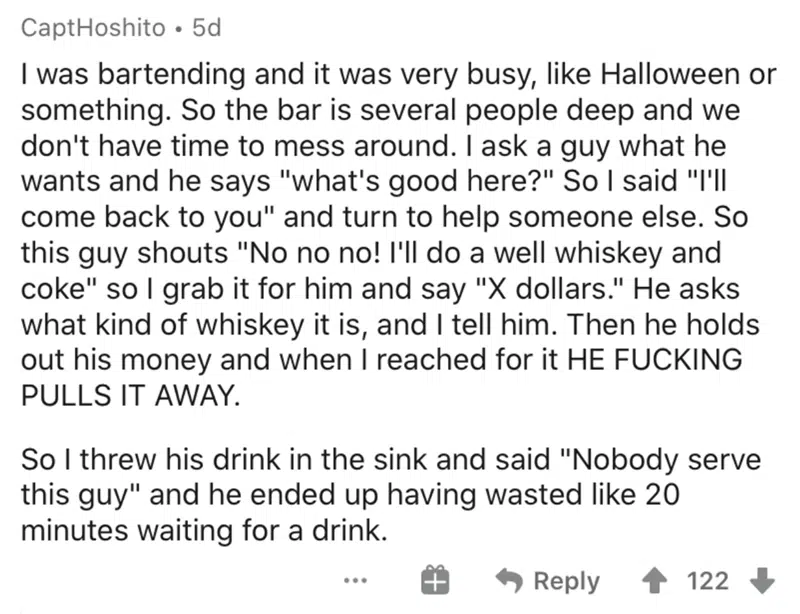 CaptHoshito • 5d
I was bartending and it was very busy, like Halloween or
something. So the bar is several people deep and we
don't have time to mess around. I ask a guy what he
wants and he says "what's good here?" So I said "I'll
come back to you" and turn to help someone else. So
this guy shouts "No no no! I'll do a well whiskey and
coke" so I grab it for him and say "X dollars." He asks
what kind of whiskey it is, and I tell him. Then he holds
out his money and when I reached for it HE FUCKING
PULLS IT AWAY.
So I threw his drink in the sink and said "Nobody serve
this guy" and he ended up having wasted like 20
minutes waiting for a drink.
... Reply 122